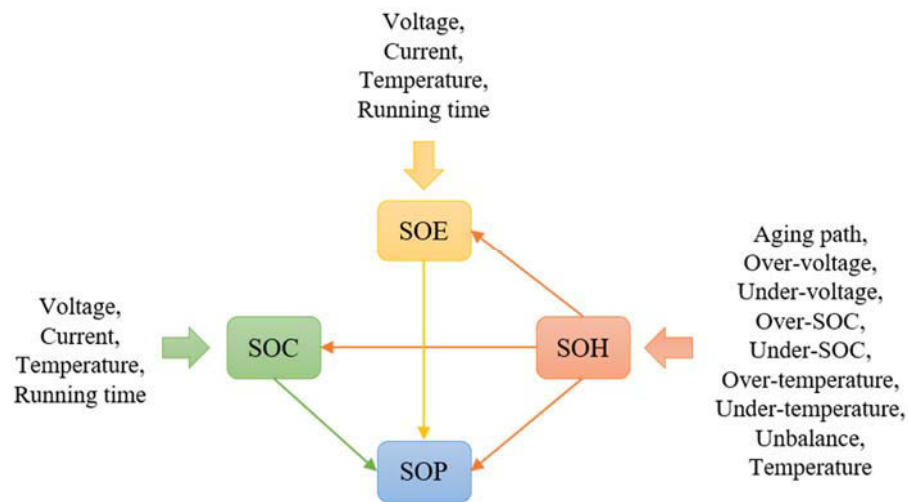 Voltage,
Current,
Temperature,
Running time
SOE
Voltage,
Current,
Temperature,
Running time
SOC
SOH
Aging path,
Over-voltage,
Under-voltage,
Over-SOC,
Under-SOC,
Over-temperature,
Under-temperature,
Unbalance,
Temperature
SOP